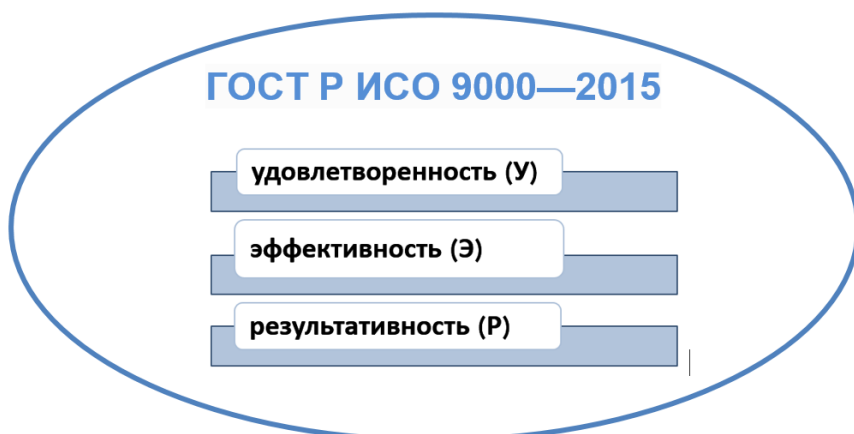 ГОСТ Р ИСО 9000—2015
удовлетворенность (У)
эффективность (Э)
результативность (Р)